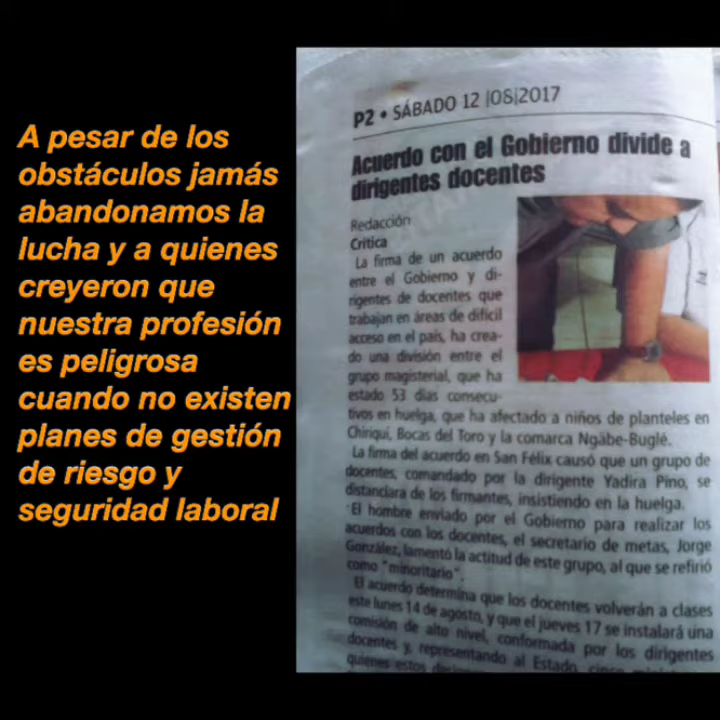 A pesar de los
obstáculos jamás
abandonamos la
lucha y a quienes
creyeron que
nuestra profesión
es peligrosa
cuando no existen
planes de gestión
de riesgo y
seguridad laboral
P2 • SÁBADO 12 |08|2017
Acuerdo con el Gobierno divide a
dirigentes docentes
Redacción
Crítica
La firma de un acuerdo
entre el Gobierno y di-
rigentes de docentes que
trabajan en áreas de difícil
acceso en el país, ha crea-
do una división entre el
grupo magisterial, que ha
estado 53 días consecu-
tivos en huelga, que ha afectado a niños de planteles en
Chiriquí, Bocas del Toro y la comarca Ngäbe-Buglé.
La firma del acuerdo en San Félix causó que un grupo de
docentes, comandado por la dirigente Yadira Pino, se
distanciara de los firmantes, insistiendo en la huelga.
El hombre enviado por el Gobierno para realizar los
acuerdos con los docentes, el secretario de metas, Jorge
González, lamentó la actitud de este grupo, al que se refirió
como "minoritario".
El acuerdo determina que los docentes volverán a clases
este lunes 14 de agosto, y que el jueves 17 se instalará una
comisión de alto nivel, conformada por los dirigentes
docentes y, representando al Estado, cinco
quienes estos